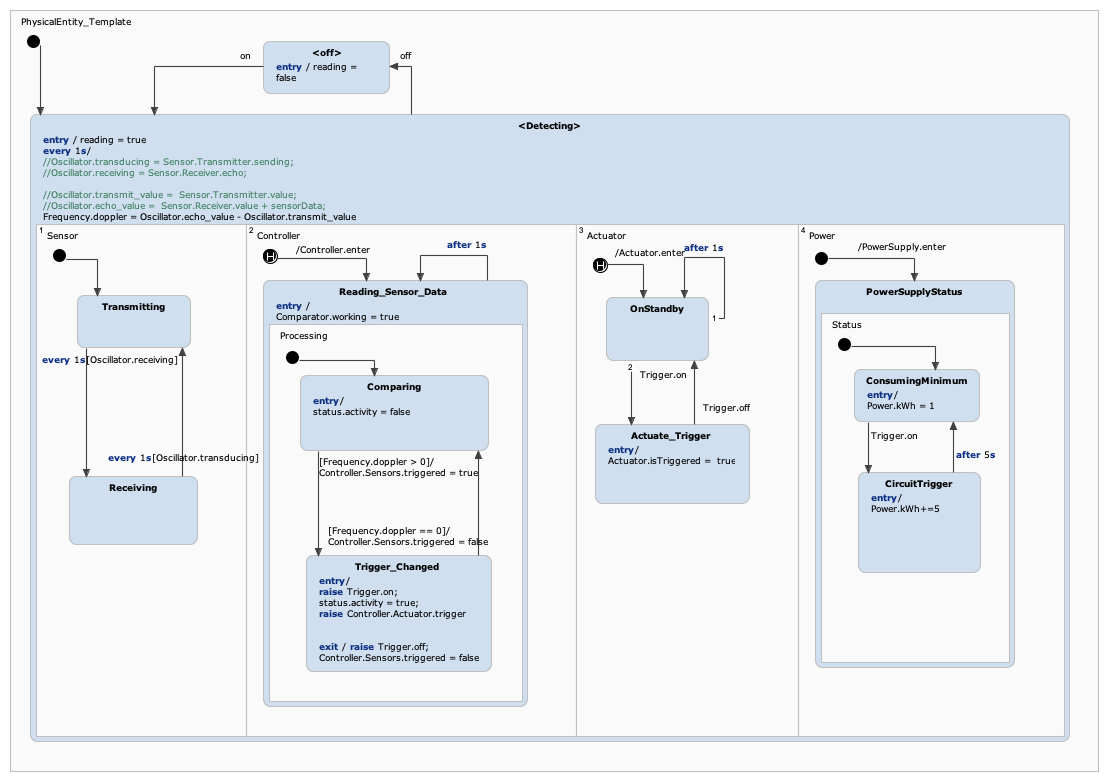 PhysicalEntity_Template
on
<off>
entry / reading =
false
off
<Detecting>
entry / reading = true
every 1s/
//Oscillator.transducing = Sensor.Transmitter.sending;
//Oscillator.receiving = Sensor.Receiver.echo;
//Oscillator.transmit_value =  Sensor.Transmitter.value;
//Oscillator.echo_value =  Sensor.Receiver.value + sensorData;
Frequency.doppler = Oscillator.echo_value - Oscillator.transmit_value
1
Sensor
Transmitting
every 1s[Oscillator.receiving]
every 1s[Oscillator.transducing]
Receiving
2
Controller
H
/Controller.enter
after 1s
Reading_Sensor_Data
entry /
Comparator.working = true
Processing
Comparing
entry/
status.activity = false
[Frequency.doppler > 0]/
Controller.Sensors.triggered = true
[Frequency.doppler == 0]/
Controller.Sensors.triggered = false
Trigger_Changed
entry/
raise Trigger.on;
status.activity = true;
raise Controller.Actuator.trigger
exit / raise Trigger.off;
Controller.Sensors.triggered = false
3
Actuator
H
/Actuator.enter
after 1s
OnStandby
1
2
Trigger.on
Trigger.off
Actuate_Trigger
entry/
Actuator.isTriggered =  true
4
Power
/PowerSupply.enter
PowerSupplyStatus
Status
ConsumingMinimum
entry/
Power.kWh = 1
Trigger.on
after 5s
CircuitTrigger
entry/
Power.kWh+=5